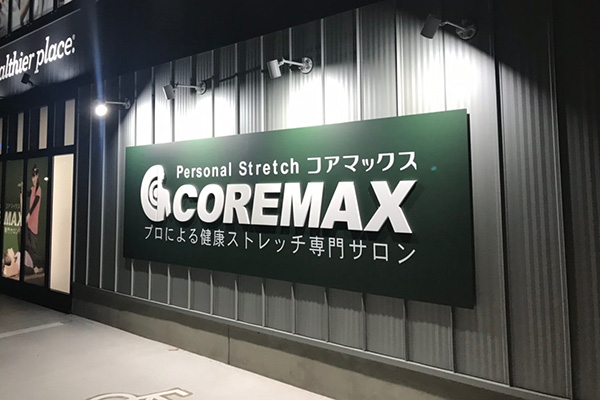 althier place.
Personal Stretch コアマックス
COREMAX
プロによる健康ストレッチ専門サロン
MAX